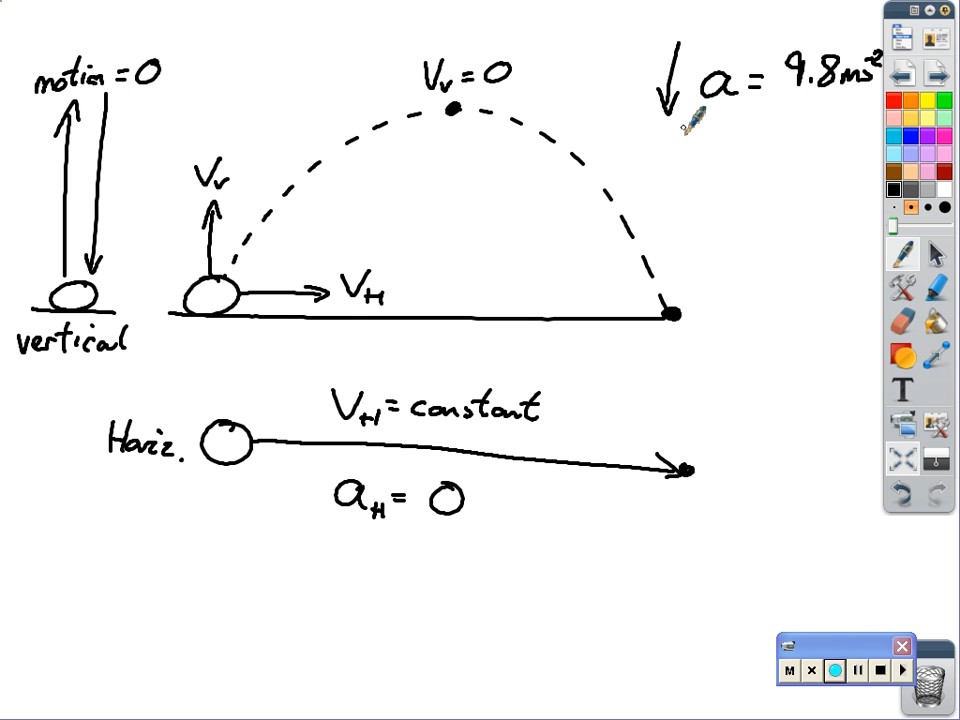 motion = 0
Vv = 0
a = 9.8ms⁻²
Vv
VH
vertical
VH = constant
Horiz.
aH = 0
T
M